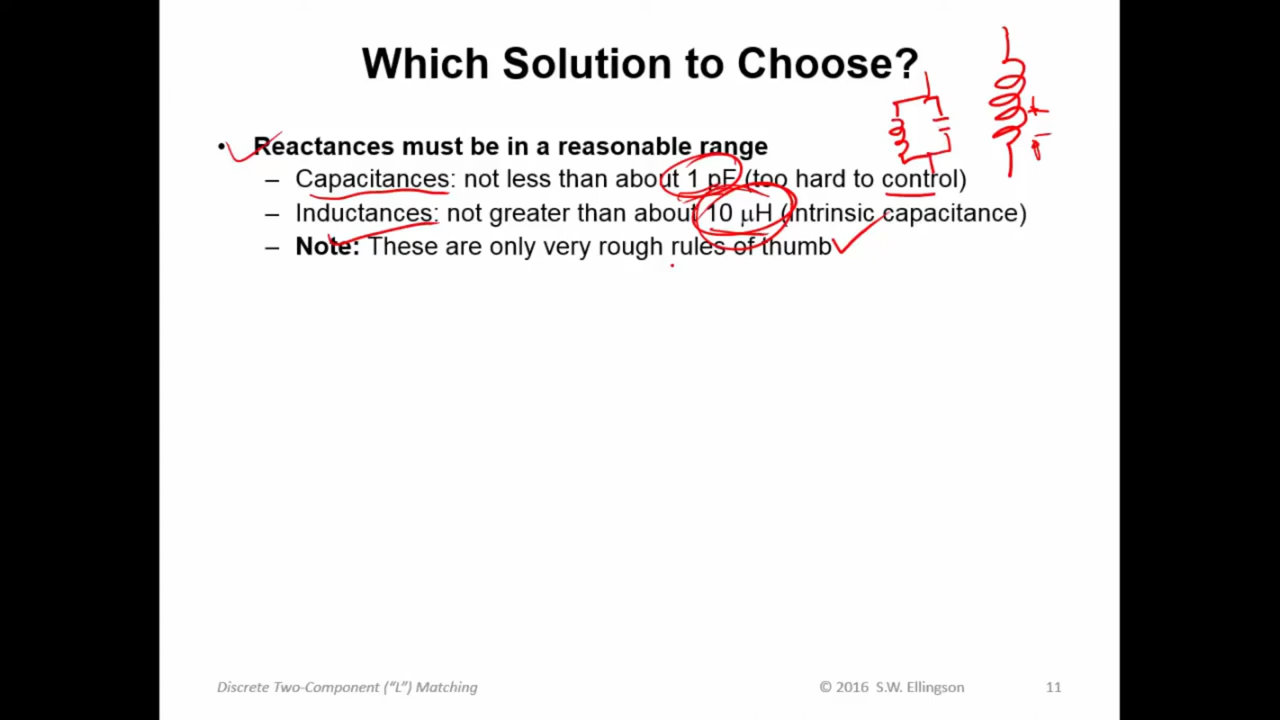 Which Solution to Choose?
• Reactances must be in a reasonable range
– Capacitances: not less than about 1 pF (too hard to control)
– Inductances: not greater than about 10 μH (intrinsic capacitance)
– Note: These are only very rough rules of thumb
Discrete Two-Component (“L”) Matching
© 2016 S.W. Ellingson
11